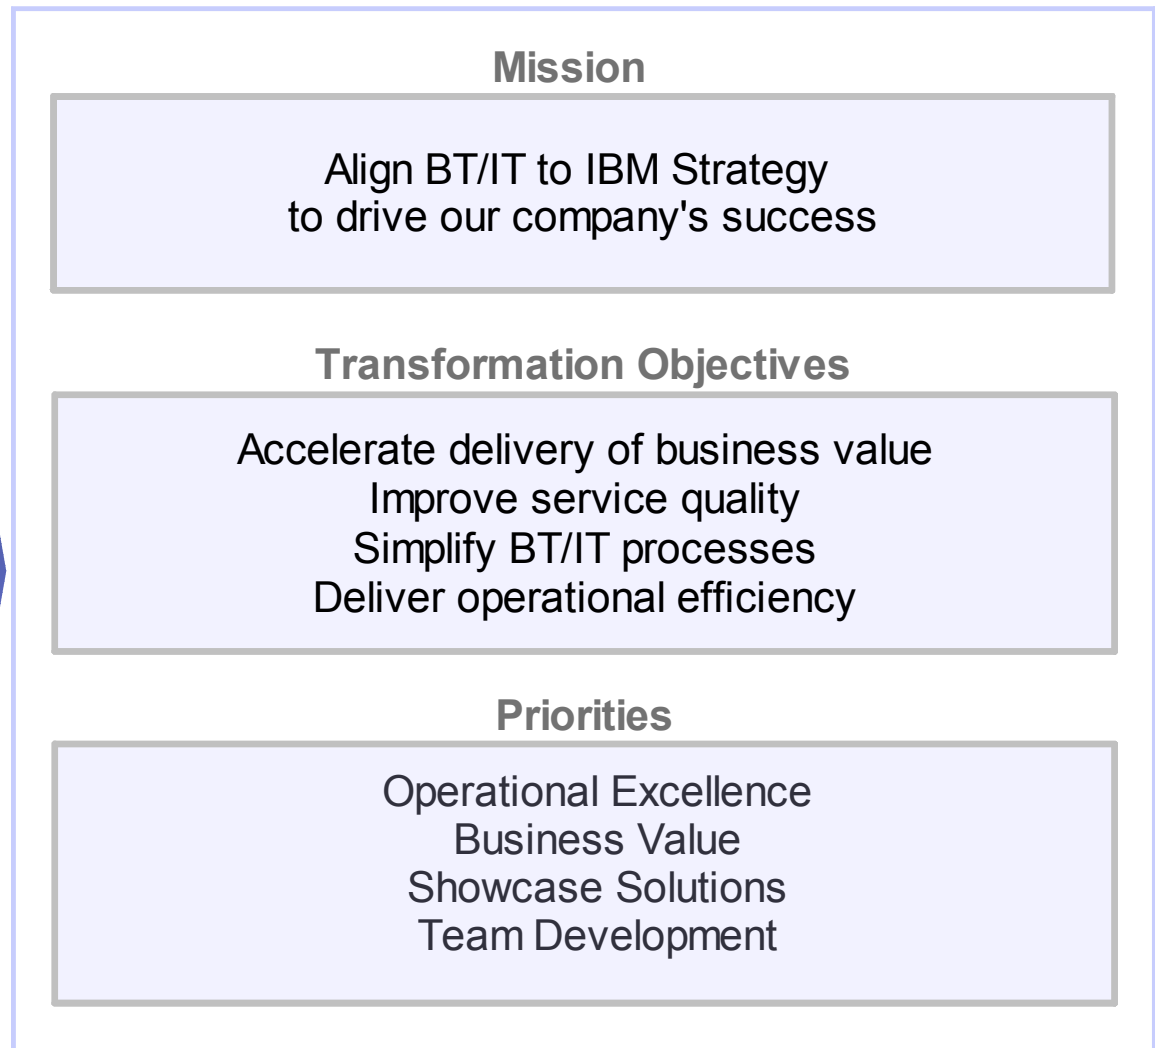 Mission
Align BT/IT to IBM Strategy
to drive our company's success
Transformation Objectives
Accelerate delivery of business value
Improve service quality
Simplify BT/IT processes
Deliver operational efficiency
Priorities
Operational Excellence
Business Value
Showcase Solutions
Team Development